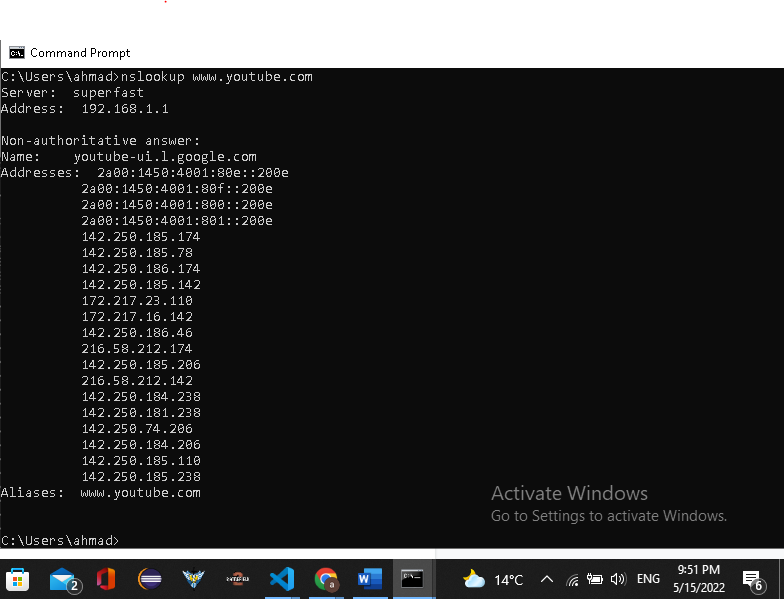 Command Prompt
C:\Users\ahmad>nslookup www.youtube.com
Server:  superfast
Address:  192.168.1.1
Non-authoritative answer:
Name:    youtube-ui.l.google.com
Addresses:  2a00:1450:4001:80e::200e
2a00:1450:4001:80f::200e
2a00:1450:4001:800::200e
2a00:1450:4001:801::200e
142.250.185.174
142.250.185.78
142.250.186.174
142.250.185.142
172.217.23.110
172.217.16.142
142.250.186.46
216.58.212.174
142.250.185.206
216.58.212.142
142.250.184.238
142.250.181.238
142.250.74.206
142.250.184.206
142.250.185.110
142.250.185.238
Aliases:  www.youtube.com
Activate Windows
Go to Settings to activate Windows.
C:\Users\ahmad>
2
a
W
14°C
ENG
9:51 PM
5/15/2022
6